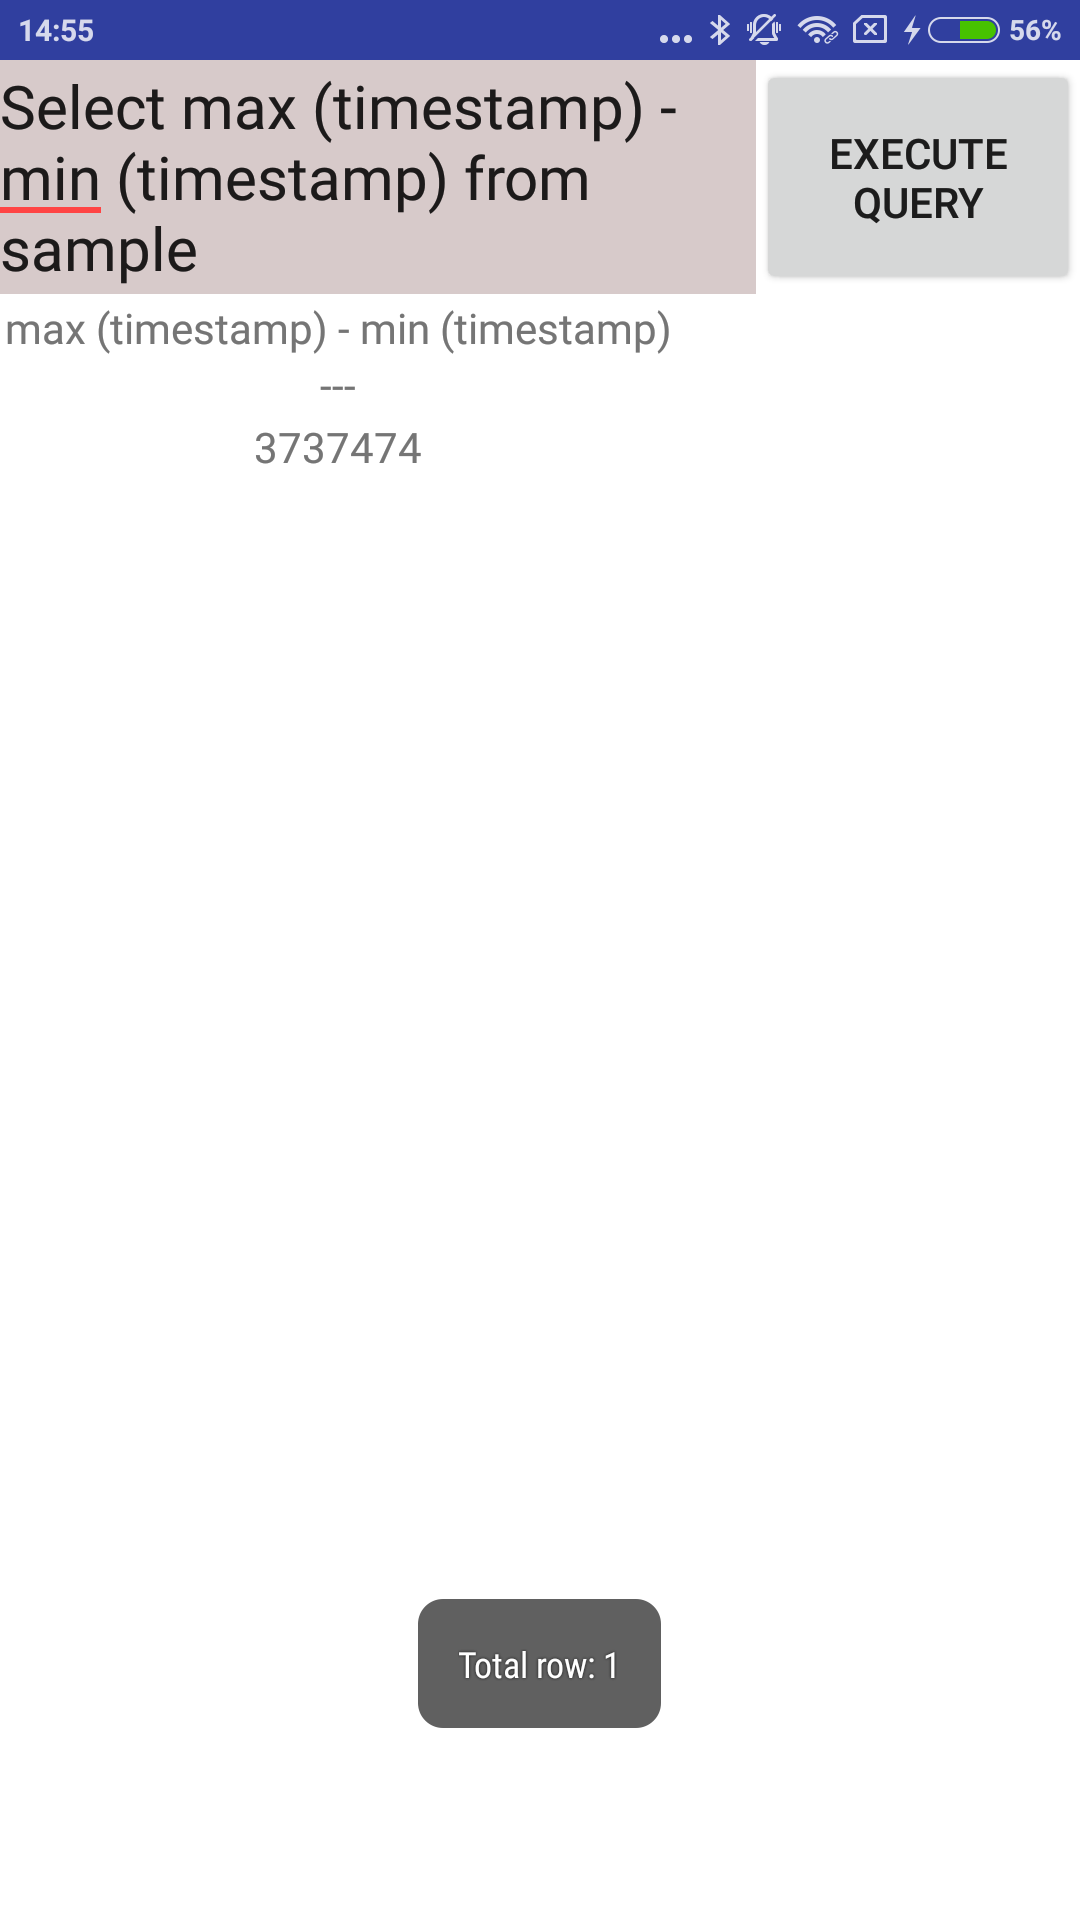 14:55
56%
Select max (timestamp) -
min (timestamp) from
sample
EXECUTE
QUERY
max (timestamp) - min (timestamp)
---
3737474
Total row: 1